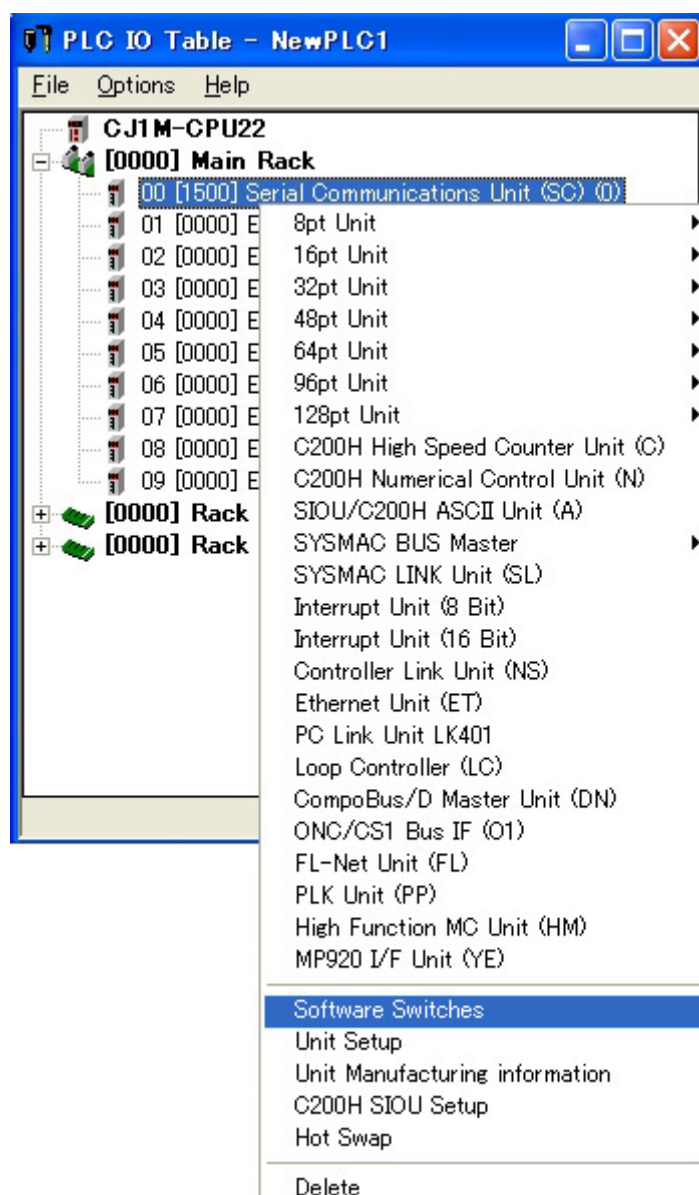 PLC IO Table - NewPLC1
File Options Help
CJ1M-CPU22
[0000] Main Rack
00 [1500] Serial Communications Unit (SC) (0)
01 [0000] E
02 [0000] E
03 [0000] E
04 [0000] E
05 [0000] E
06 [0000] E
07 [0000] E
08 [0000] E
09 [0000] E
[0000] Rack
[0000] Rack
8pt Unit
16pt Unit
32pt Unit
48pt Unit
64pt Unit
96pt Unit
128pt Unit
C200H High Speed Counter Unit (C)
C200H Numerical Control Unit (N)
SIOU/C200H ASCII Unit (A)
SYSMAC BUS Master
SYSMAC LINK Unit (SL)
Interrupt Unit (8 Bit)
Interrupt Unit (16 Bit)
Controller Link Unit (NS)
Ethernet Unit (ET)
PC Link Unit LK401
Loop Controller (LC)
CompoBus/D Master Unit (DN)
ONC/CS1 Bus IF (O1)
FL-Net Unit (FL)
PLK Unit (PP)
High Function MC Unit (HM)
MP920 I/F Unit (YE)
Software Switches
Unit Setup
Unit Manufacturing information
C200H SIOU Setup
Hot Swap
Delete